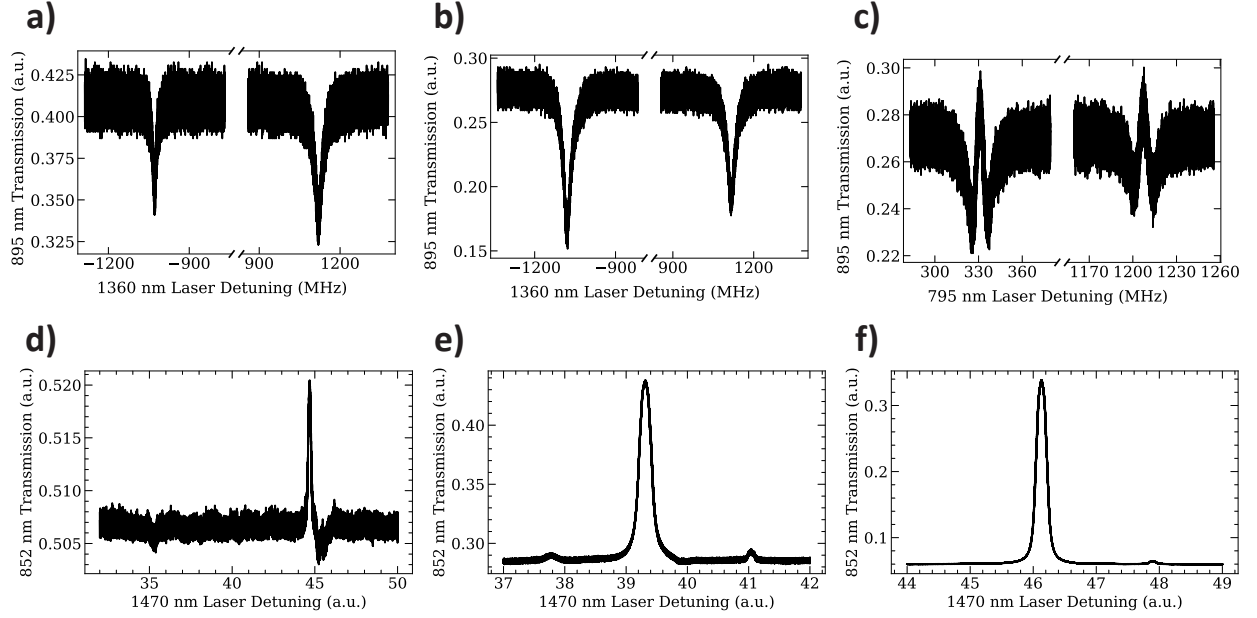 a)
895 nm Transmission (a.u.)
0.425
0.400
0.375
0.350
0.325
−1200 −900 900 1200
1360 nm Laser Detuning (MHz)
b)
895 nm Transmission (a.u.)
0.30
0.25
0.20
0.15
−1200 −900 900 1200
1360 nm Laser Detuning (MHz)
c)
895 nm Transmission (a.u.)
0.30
0.28
0.26
0.24
0.22
300 330 360 1170 1200 1230 1260
795 nm Laser Detuning (MHz)
d)
852 nm Transmission (a.u.)
0.520
0.515
0.510
0.505
35 40 45 50
1470 nm Laser Detuning (a.u.)
e)
852 nm Transmission (a.u.)
0.40
0.35
0.30
37 38 39 40 41 42
1470 nm Laser Detuning (a.u.)
f)
852 nm Transmission (a.u.)
0.3
0.2
0.1
44 45 46 47 48 49
1470 nm Laser Detuning (a.u.)